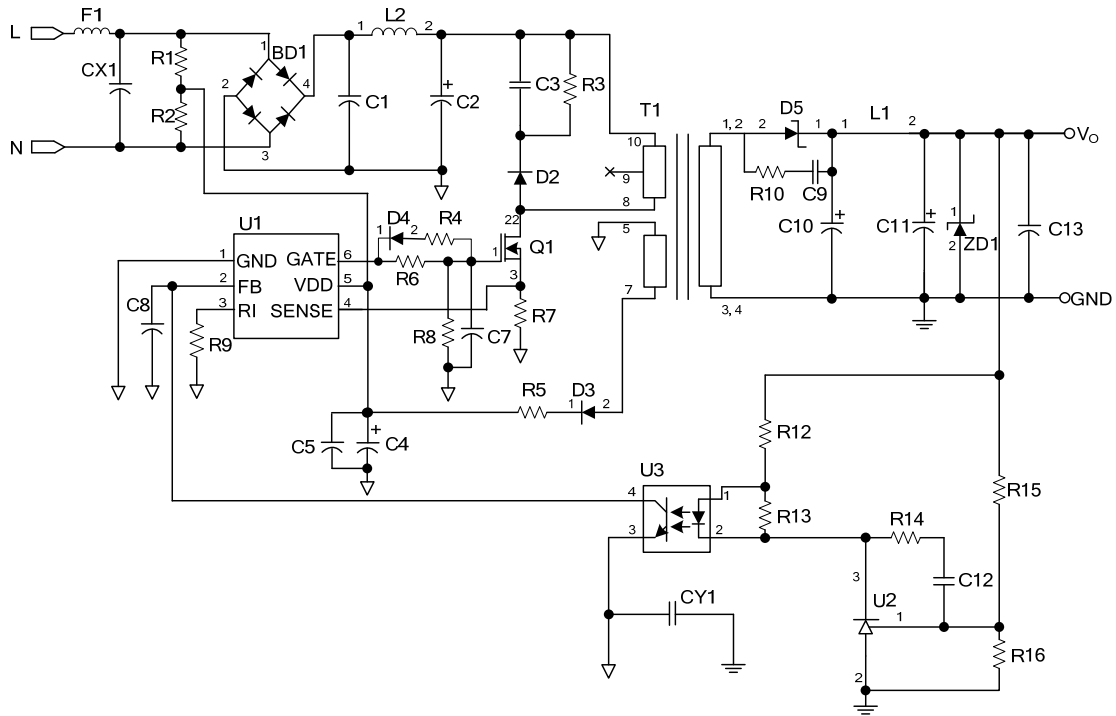 F1
L2
L
1
2
R1
BD1
1
CX1
2
4
C1
C2
C3
R3
R2
N
3
T1
D5
L1
1, 2
2
1
1
2
VO
10
9
8
D2
R10
C9
C10
C11
1
2
ZD1
C13
U1
D4
R4
22
5
1
2
1
Q1
1
GND
GATE
6
R6
3
2
FB
VDD
5
7
3, 4
GND
C8
3
RI
SENSE
4
R9
R8
C7
R7
R5
D3
1
2
C5
C4
R12
U3
4
1
R15
R13
R14
3
2
3
C12
CY1
U2
1
R16
2